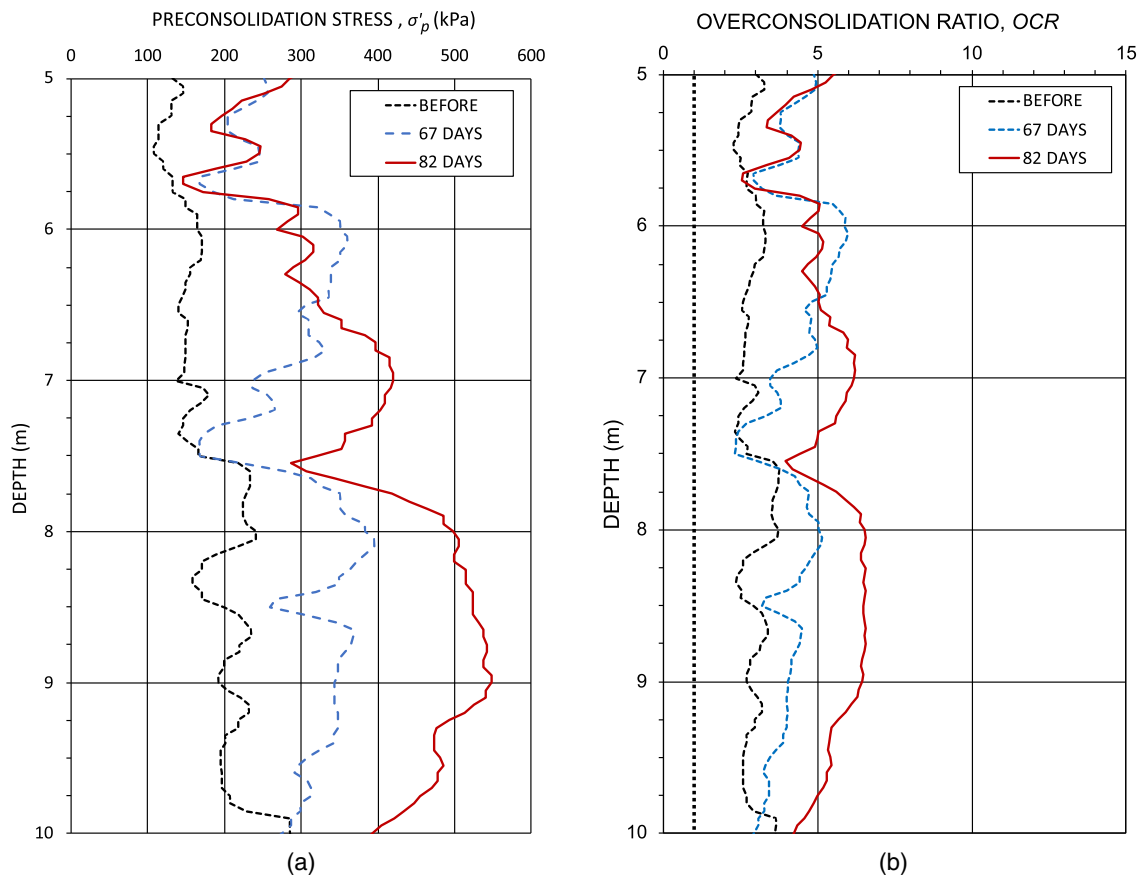 PRECONSOLIDATION STRESS , σ'p (kPa)
0 100 200 300 400 500 600
5
6
7
8
9
10
DEPTH (m)
BEFORE
67 DAYS
82 DAYS
(a)
OVERCONSOLIDATION RATIO, OCR
0 5 10 15
5
6
7
8
9
10
DEPTH (m)
BEFORE
67 DAYS
82 DAYS
(b)